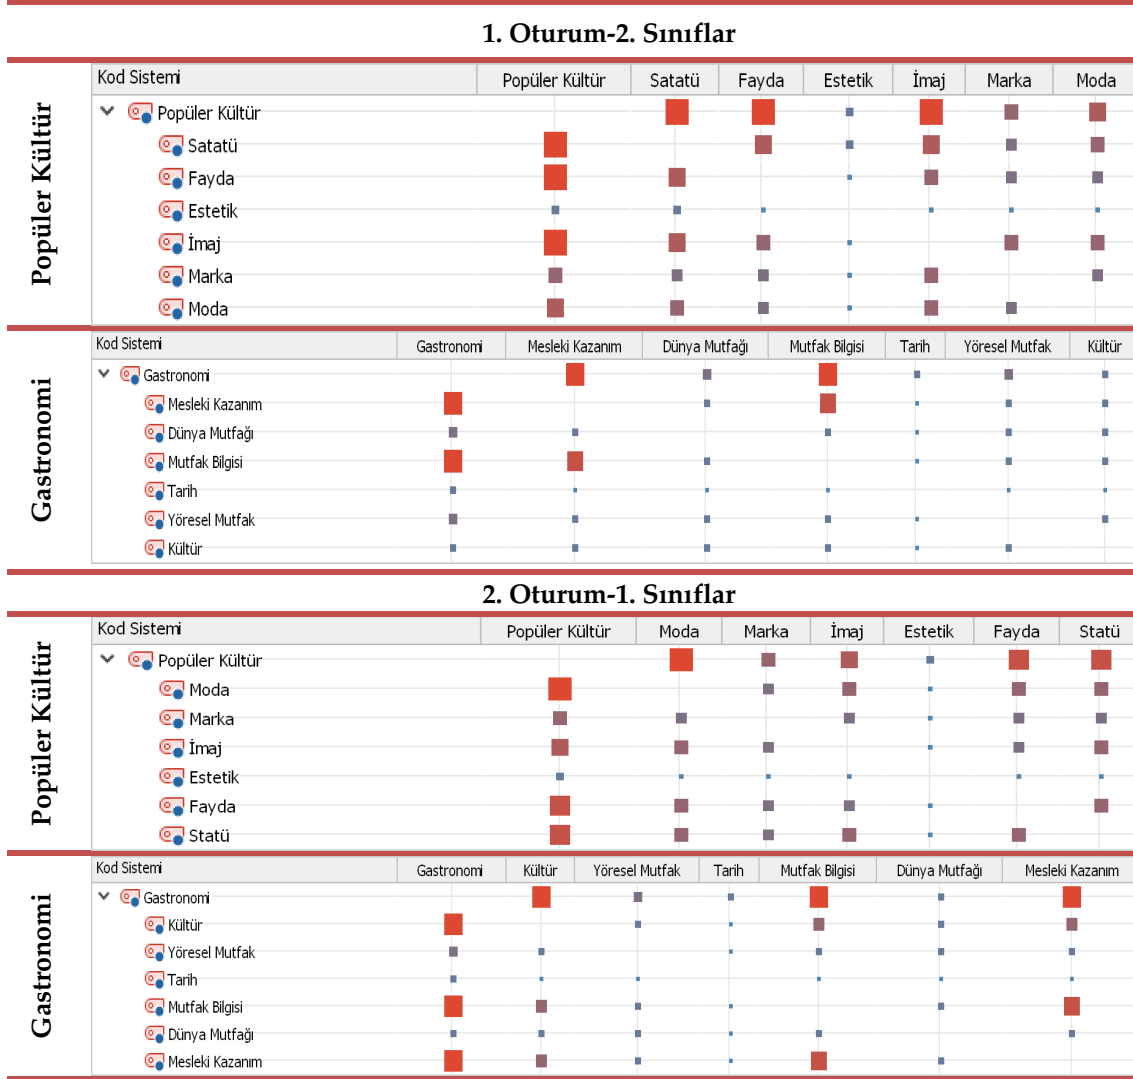 1. Oturum-2. Sınıflar
Popüler Kültür
Kod Sistemi Popüler Kültür Satatü Fayda Estetik İmaj Marka Moda
Popüler Kültür
Satatü
Fayda
Estetik
İmaj
Marka
Moda
Gastronomi
Kod Sistemi Gastronomi Mesleki Kazanım Dünya Mutfağı Mutfak Bilgisi Tarih Yöresel Mutfak Kültür
Gastronomi
Mesleki Kazanım
Dünya Mutfağı
Mutfak Bilgisi
Tarih
Yöresel Mutfak
Kültür
2. Oturum-1. Sınıflar
Popüler Kültür
Kod Sistemi Popüler Kültür Moda Marka İmaj Estetik Fayda Statü
Popüler Kültür
Moda
Marka
İmaj
Estetik
Fayda
Statü
Gastronomi
Kod Sistemi Gastronomi Kültür Yöresel Mutfak Tarih Mutfak Bilgisi Dünya Mutfağı Mesleki Kazanım
Gastronomi
Kültür
Yöresel Mutfak
Tarih
Mutfak Bilgisi
Dünya Mutfağı
Mesleki Kazanım